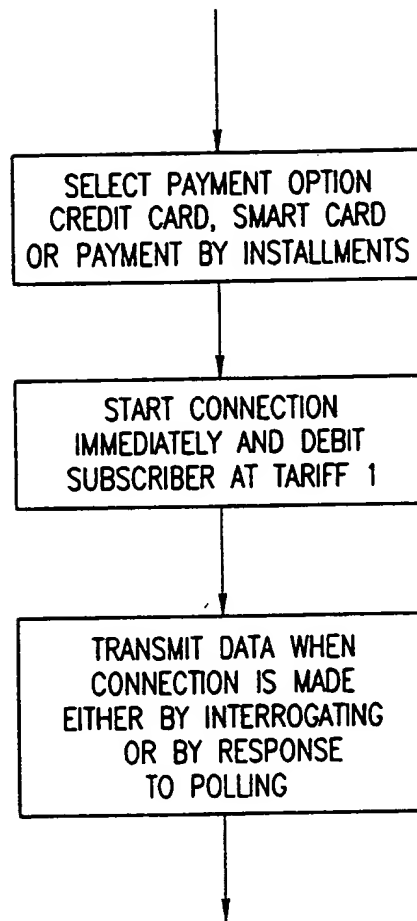 SELECT PAYMENT OPTION
CREDIT CARD, SMART CARD
OR PAYMENT BY INSTALLMENTS
START CONNECTION
IMMEDIATELY AND DEBIT
SUBSCRIBER AT TARIFF 1
TRANSMIT DATA WHEN
CONNECTION IS MADE
EITHER BY INTERROGATING
OR BY RESPONSE
TO POLLING